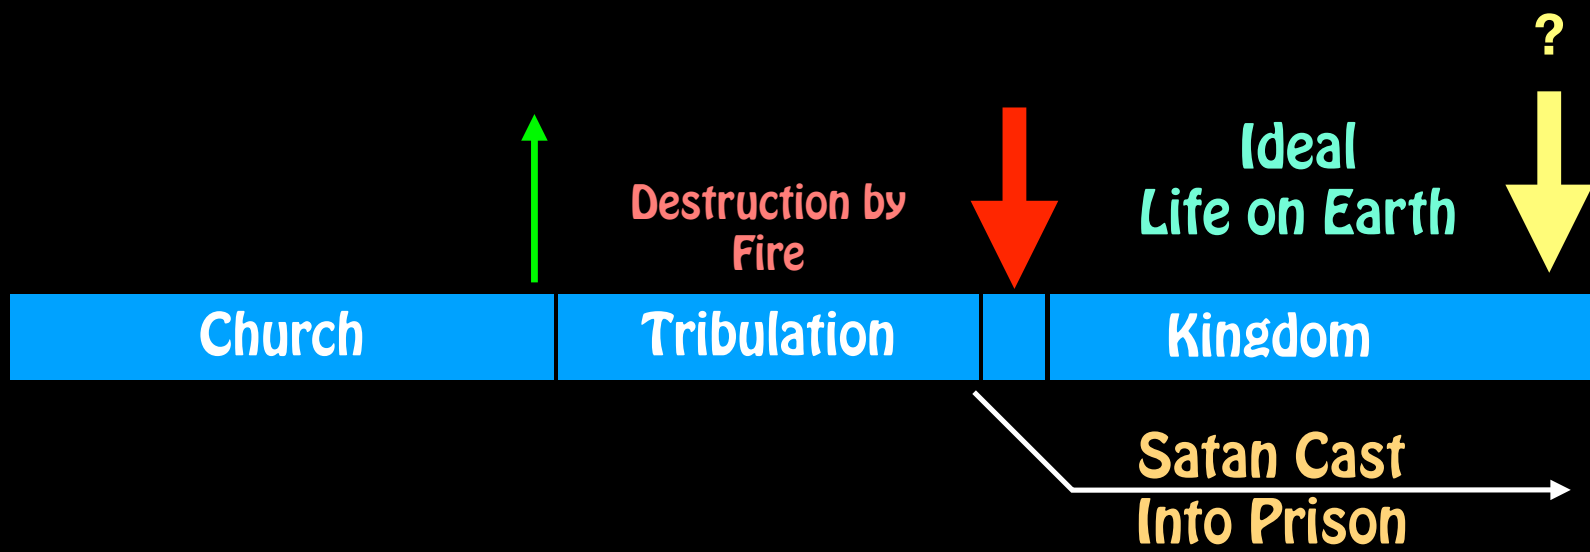 ?
Ideal
Life on Earth
Destruction by
Fire
Church
Tribulation
Kingdom
Satan Cast
Into Prison